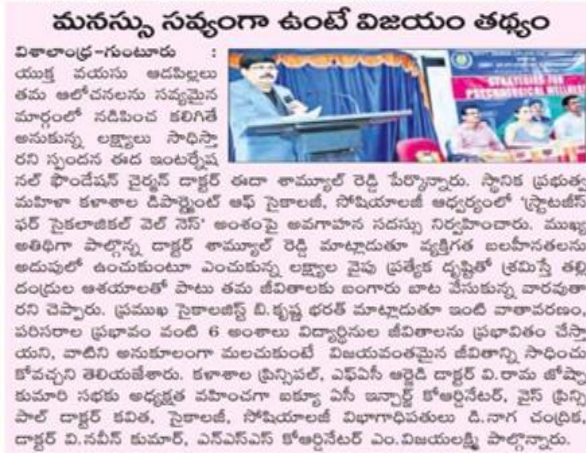 మనస్సు సవ్యంగా ఉంటే విజయం తథ్యం
విశాలాంధ్ర-గుంటూరు :
యుక్త వయసు ఆడపిల్లలు
తమ ఆలోచనలను సవ్యమైన
మార్గంలో నడిపించ కలిగితే
అనుకున్న లక్ష్యాలు సాధిస్తా
రని స్పందన ఈద ఇంటర్నేష
నల్ ఫౌండేషన్ చైర్మన్ డాక్టర్ ఈదా శామ్యూల్ రెడ్డి పేర్కొన్నారు. స్థానిక ప్రభుత్వ
మహిళా కళాశాల డిపార్ట్మెంట్ ఆఫ్ సైకాలజీ, సోషియాలజీ ఆధ్వర్యంలో 'స్ట్రాటజీస్
ఫర్ సైకలాజికల్ వెల్ నెస్' అంశంపై అవగాహన సదస్సు నిర్వహించారు. ముఖ్య
అతిథిగా పాల్గొన్న డాక్టర్ శామ్యూల్ రెడ్డి మాట్లాడుతూ వ్యక్తిగత బలహీనతలను
అదుపులో ఉంచుకుంటూ ఎంచుకున్న లక్ష్యాల వైపు ప్రత్యేక దృష్టితో శ్రమిస్తే తల్లి
దండ్రుల ఆశయాలతో పాటు తమ జీవితాలకు బంగారు బాట వేసుకున్న వారవుతా
రని చెప్పారు. ప్రముఖ సైకాలజిస్ట్ బి.కృష్ణ భరత్ మాట్లాడుతూ ఇంటి వాతావరణం,
పరిసరాల ప్రభావం వంటి 6 అంశాలు విద్యార్థినుల జీవితాలను ప్రభావితం చేస్తా
యని, వాటిని అనుకూలంగా మలచుకుంటే విజయవంతమైన జీవితాన్ని సాధించు
కోవచ్చని తెలియజేశారు. కళాశాల ప్రిన్సిపల్, ఎఫ్ఏసీ ఆర్జెడి డాక్టర్ వి.రామ జోత్స్నా
కుమారి సభకు అధ్యక్షత వహించగా ఐక్యూ ఏసీ ఇన్చార్జ్ కోఆర్డినేటర్, వైస్ ప్రిన్సి
పాల్ డాక్టర్ కవిత, సైకాలజీ, సోషియాలజీ విభాగాధిపతులు డి.నాగ చంద్రిక,
డాక్టర్ వి.నవీన్ కుమార్, ఎన్ఎస్ఎస్ కోఆర్డినేటర్ ఎం.విజయలక్ష్మి పాల్గొన్నారు.
STRATEGIES FOR
PSYCHOLOGICAL WELLNESS